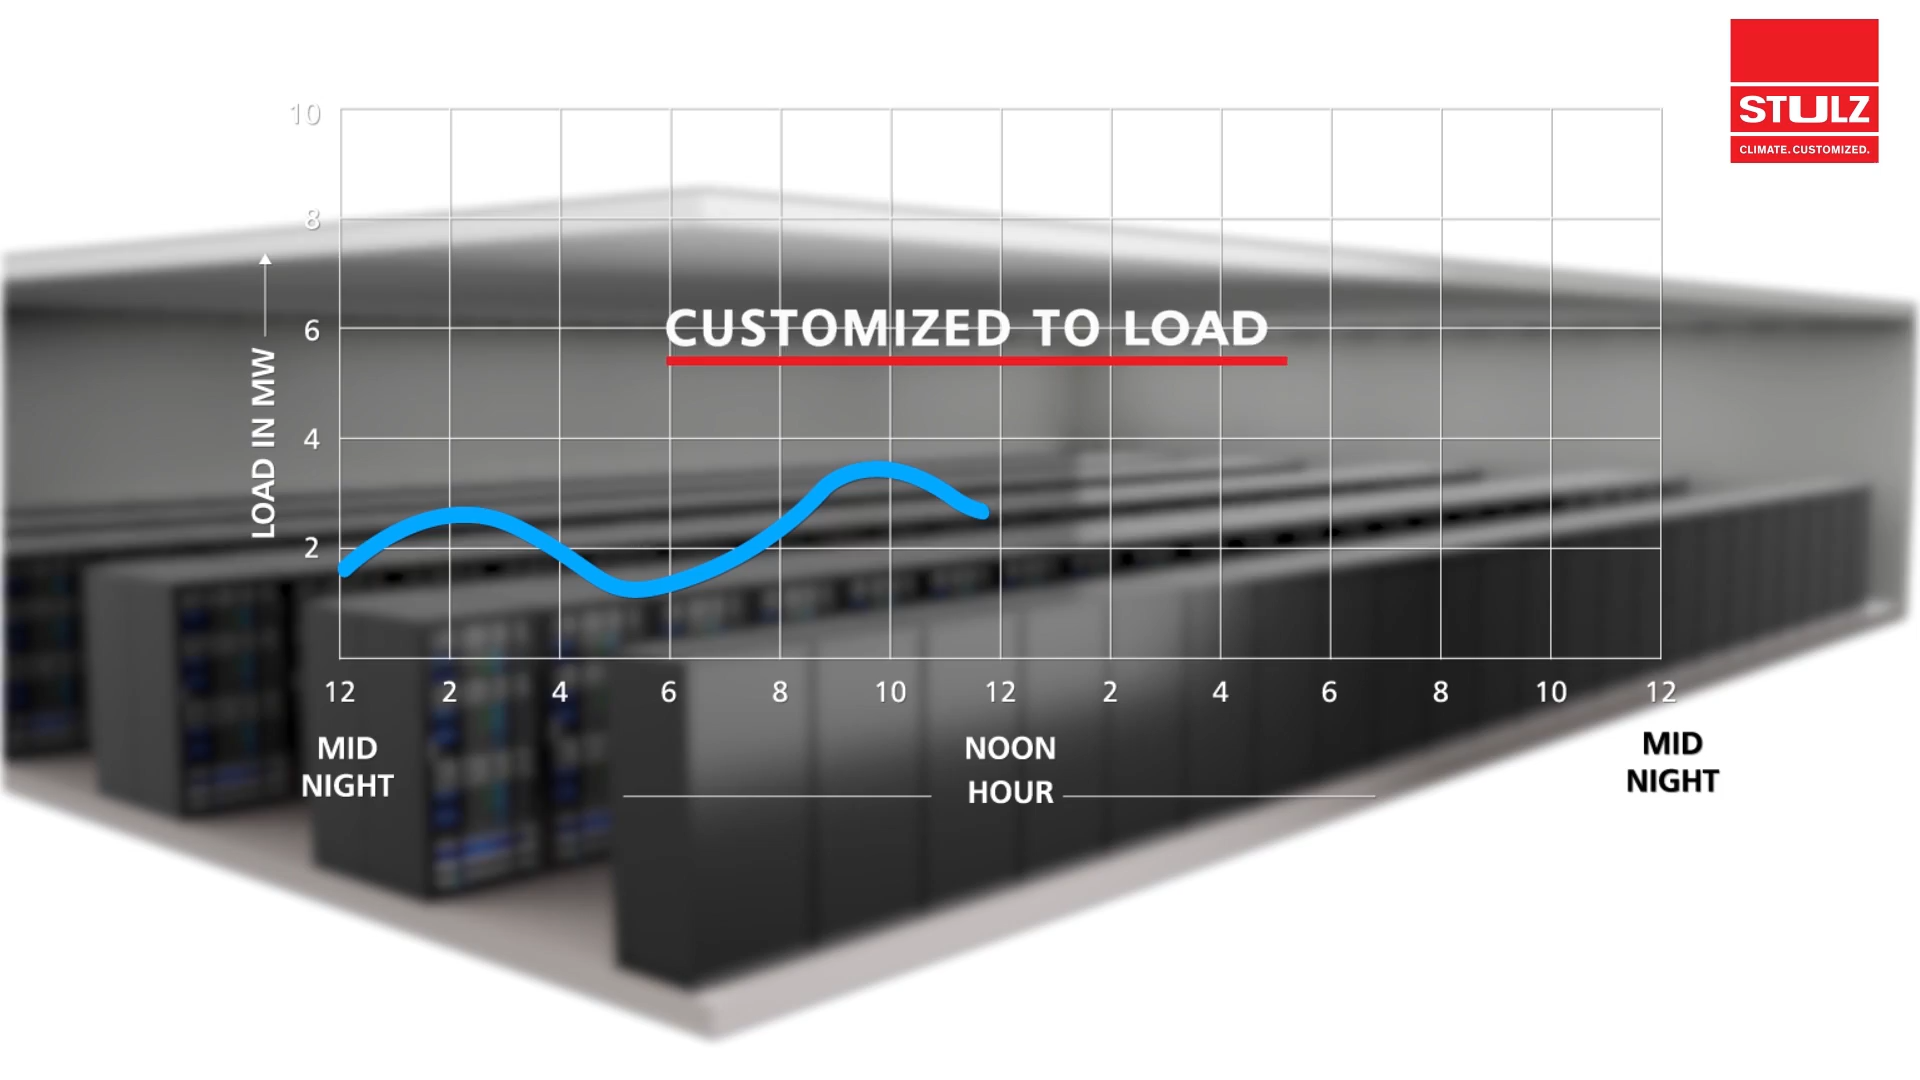 STULZ
CLIMATE. CUSTOMIZED.
10
8
6
4
2
LOAD IN MW
CUSTOMIZED TO LOAD
12 2 4 6 8 10 12 2 4 6 8 10 12
MID NIGHT
NOON
MID NIGHT
HOUR